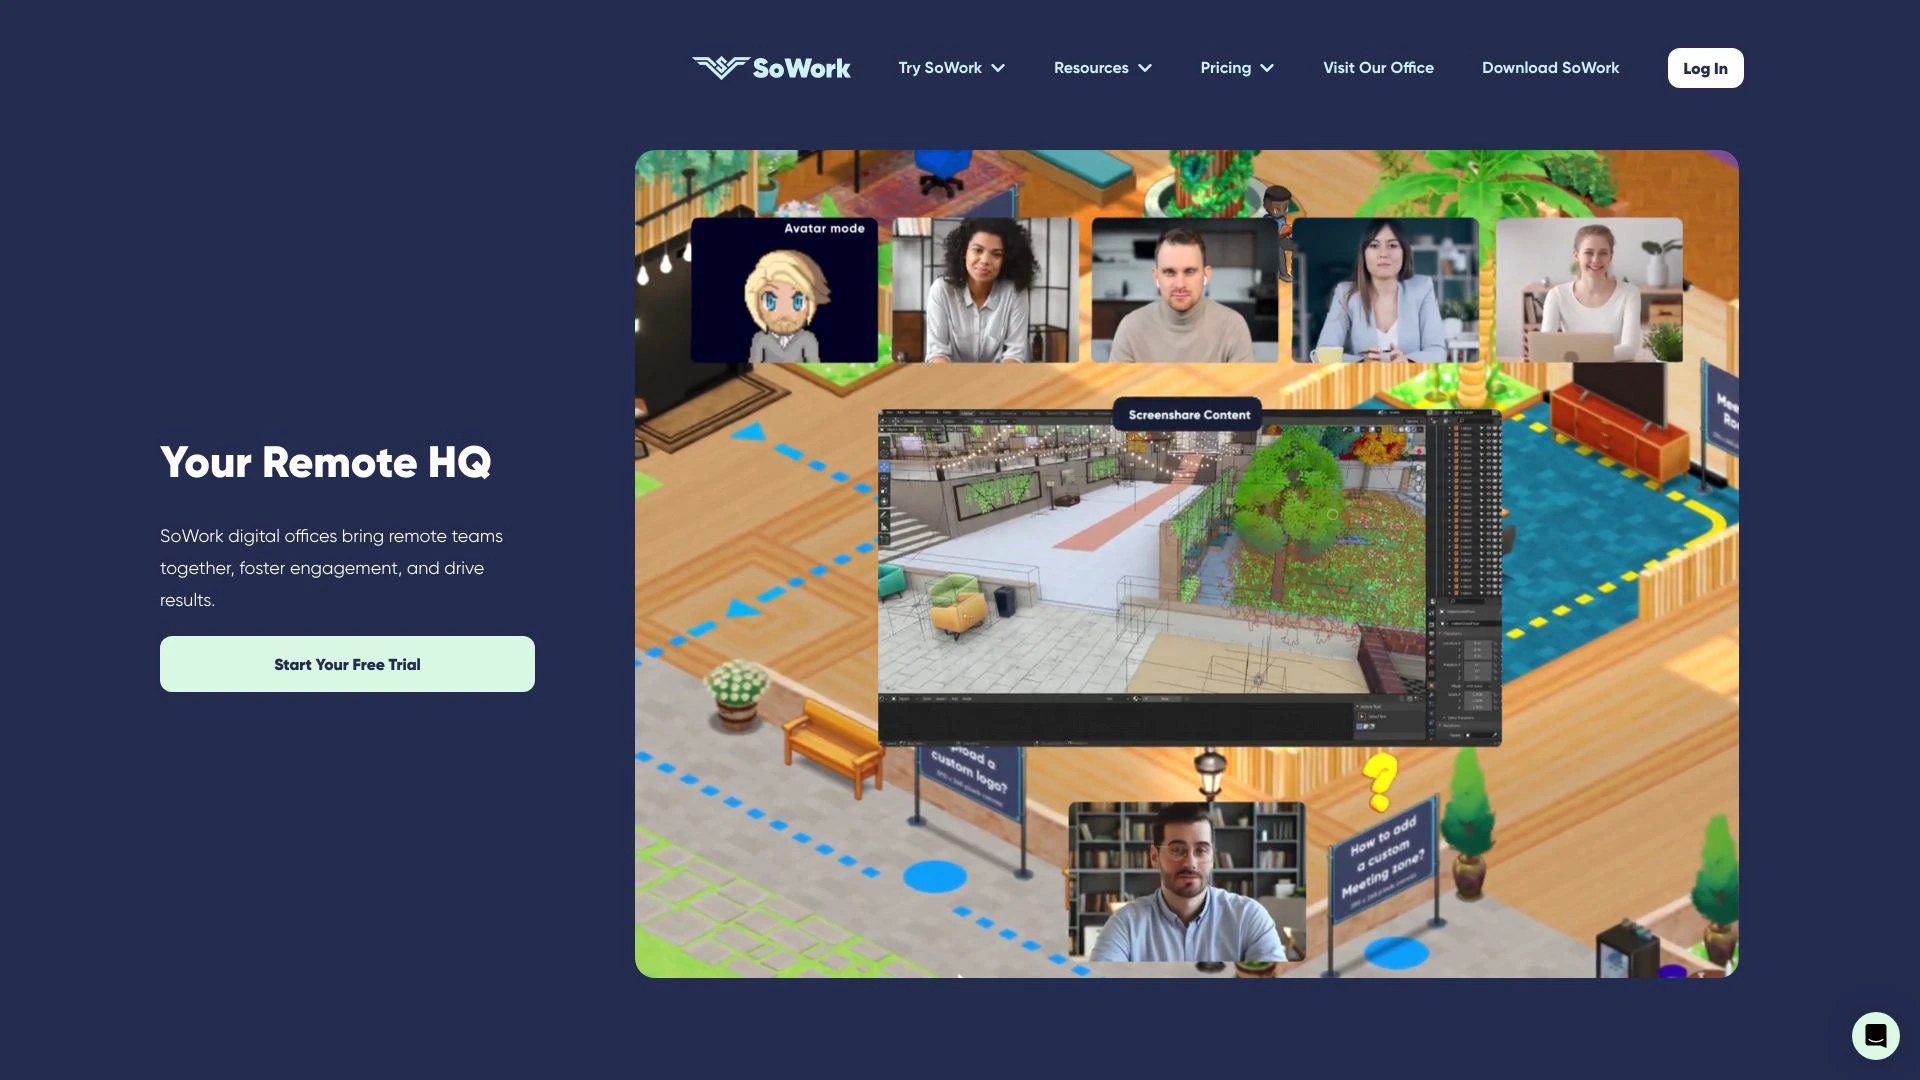 SoWork
Try SoWork
Resources
Pricing
Visit Our Office
Download SoWork
Log In
Your Remote HQ
SoWork digital offices bring remote teams
together, foster engagement, and drive
results.
Start Your Free Trial
Avatar mode
Screenshare Content
custom logo?
How to add
a custom
Meeting zone?